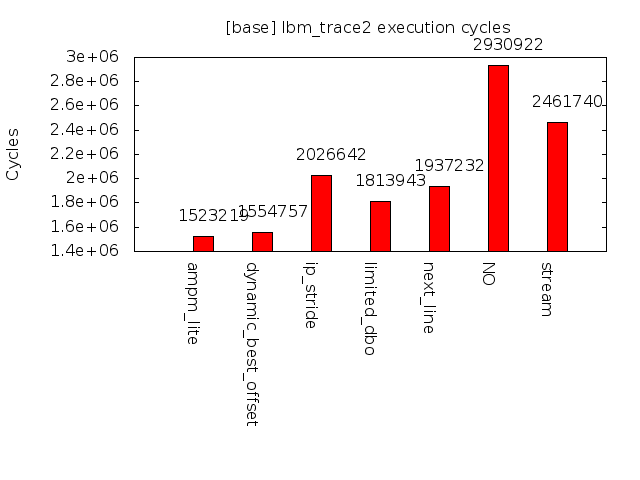 [base] lbm_trace2 execution cycles
Cycles
3e+06
2.8e+06
2.6e+06
2.4e+06
2.2e+06
2e+06
1.8e+06
1.6e+06
1.4e+06
1523219
1554757
2026642
1813943
1937232
2930922
2461740
ampm_lite
dynamic_best_offset
ip_stride
limited_dbo
next_line
NO
stream